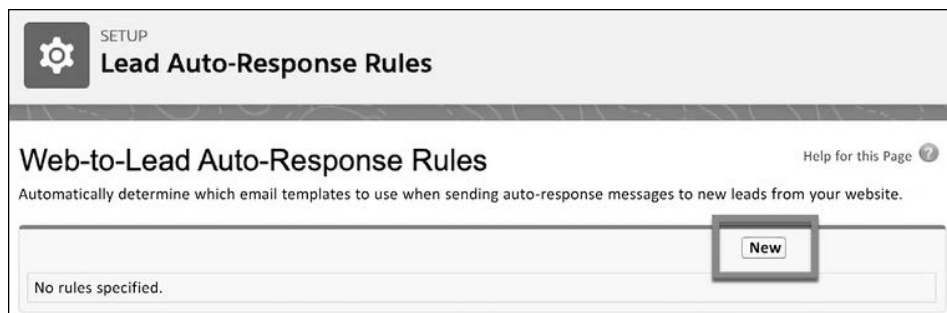 SETUP
Lead Auto-Response Rules
Web-to-Lead Auto-Response Rules
Help for this Page ?
Automatically determine which email templates to use when sending auto-response messages to new leads from your website.
New
No rules specified.